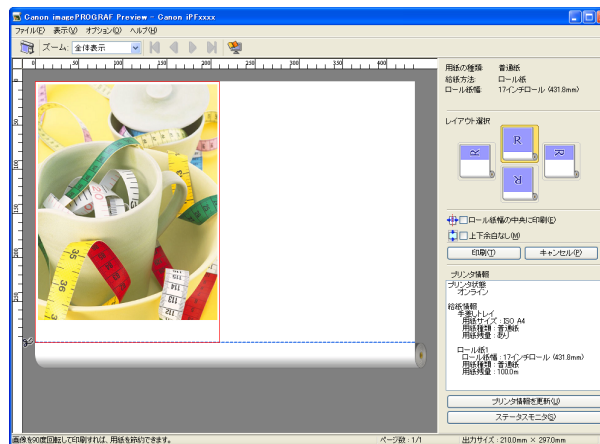 Canon imagePROGRAF Preview - Canon iPFxxxx
ファイル(F) 表示(V) オプション(O) ヘルプ(H)
ズーム: 全体表示
0 50 100 150 200 250 300 350 400
用紙の種類: 普通紙
給紙方法: ロール紙
ロール紙幅: 17インチロール (431.8mm)
レイアウト選択
R
R R
R
ロール紙幅の中央に印刷(E)
上下余白なし(M)
印刷(T) キャンセル(P)
プリンタ情報
プリンタ状態
オンライン
給紙情報
手差しトレイ
用紙サイズ : ISO A4
用紙種類 : 普通紙
用紙残量 : あり
ロール紙1
ロール紙幅 : 17インチロール (431.8mm)
用紙種類 : 普通紙
用紙残量 : 100.0m
プリンタ情報を更新(U)
ステータスモニタ(S)
画像を90度回転して印刷すれば、用紙を節約できます。 ページ数 : 1/1 出力サイズ : 210.0mm × 297.0mm